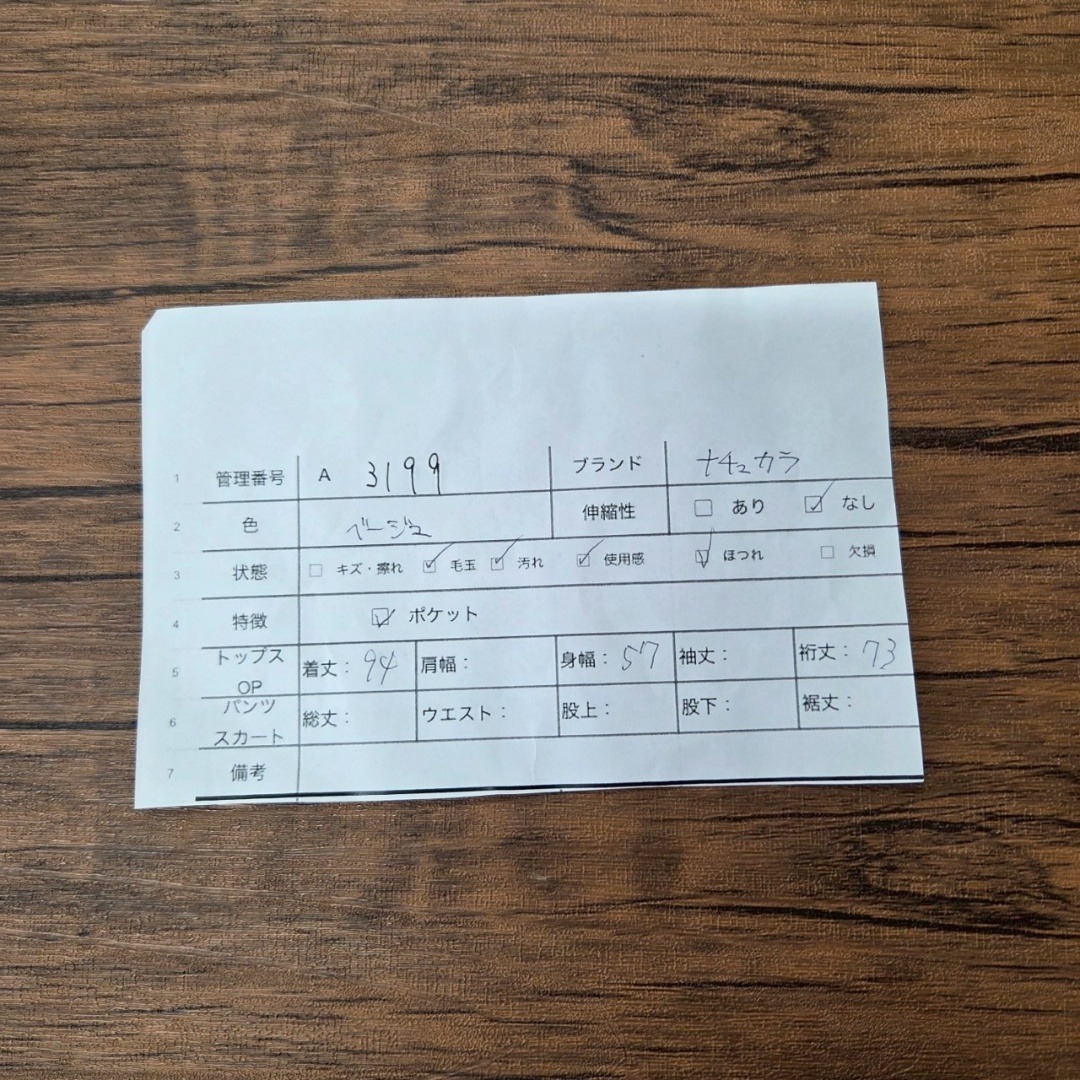 1 管理番号 A 3199 ブランド ナチュカラ
2 色 ベージュ 伸縮性 □ あり ☑ なし
3 状態 □ キズ・擦れ ☑ 毛玉 ☑ 汚れ ☑ 使用感 ☑ ほつれ □ 欠損
4 特徴 ☑ ポケット
5 トップス OP 着丈：94 肩幅： 身幅：57 袖丈： 裄丈：73
6 パンツ スカート 総丈： ウエスト： 股上： 股下： 裾丈：
7 備考